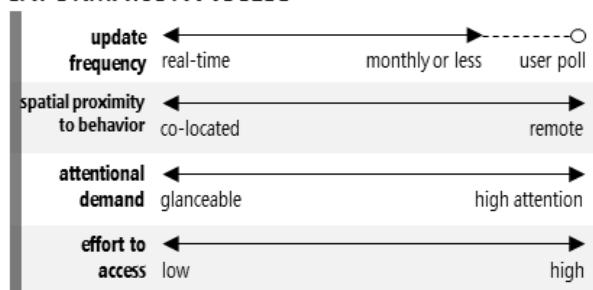 update
frequency
real-time monthly or less user poll
spatial proximity
to behavior
co-located remote
attentional
demand
glanceable high attention
effort to
access
low high